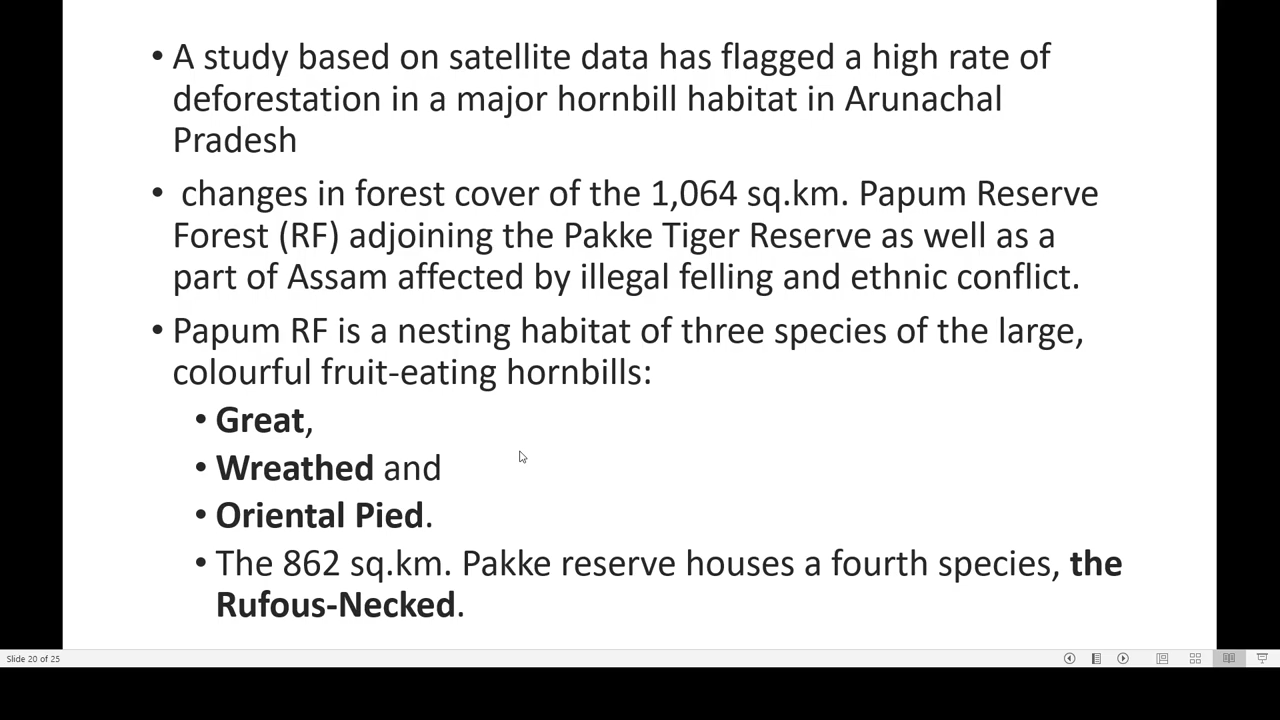 • A study based on satellite data has flagged a high rate of
deforestation in a major hornbill habitat in Arunachal
Pradesh
• changes in forest cover of the 1,064 sq.km. Papum Reserve
Forest (RF) adjoining the Pakke Tiger Reserve as well as a
part of Assam affected by illegal felling and ethnic conflict.
• Papum RF is a nesting habitat of three species of the large,
colourful fruit-eating hornbills:
• Great,
• Wreathed and
• Oriental Pied.
• The 862 sq.km. Pakke reserve houses a fourth species, the
Rufous-Necked.
Slide 20 of 25